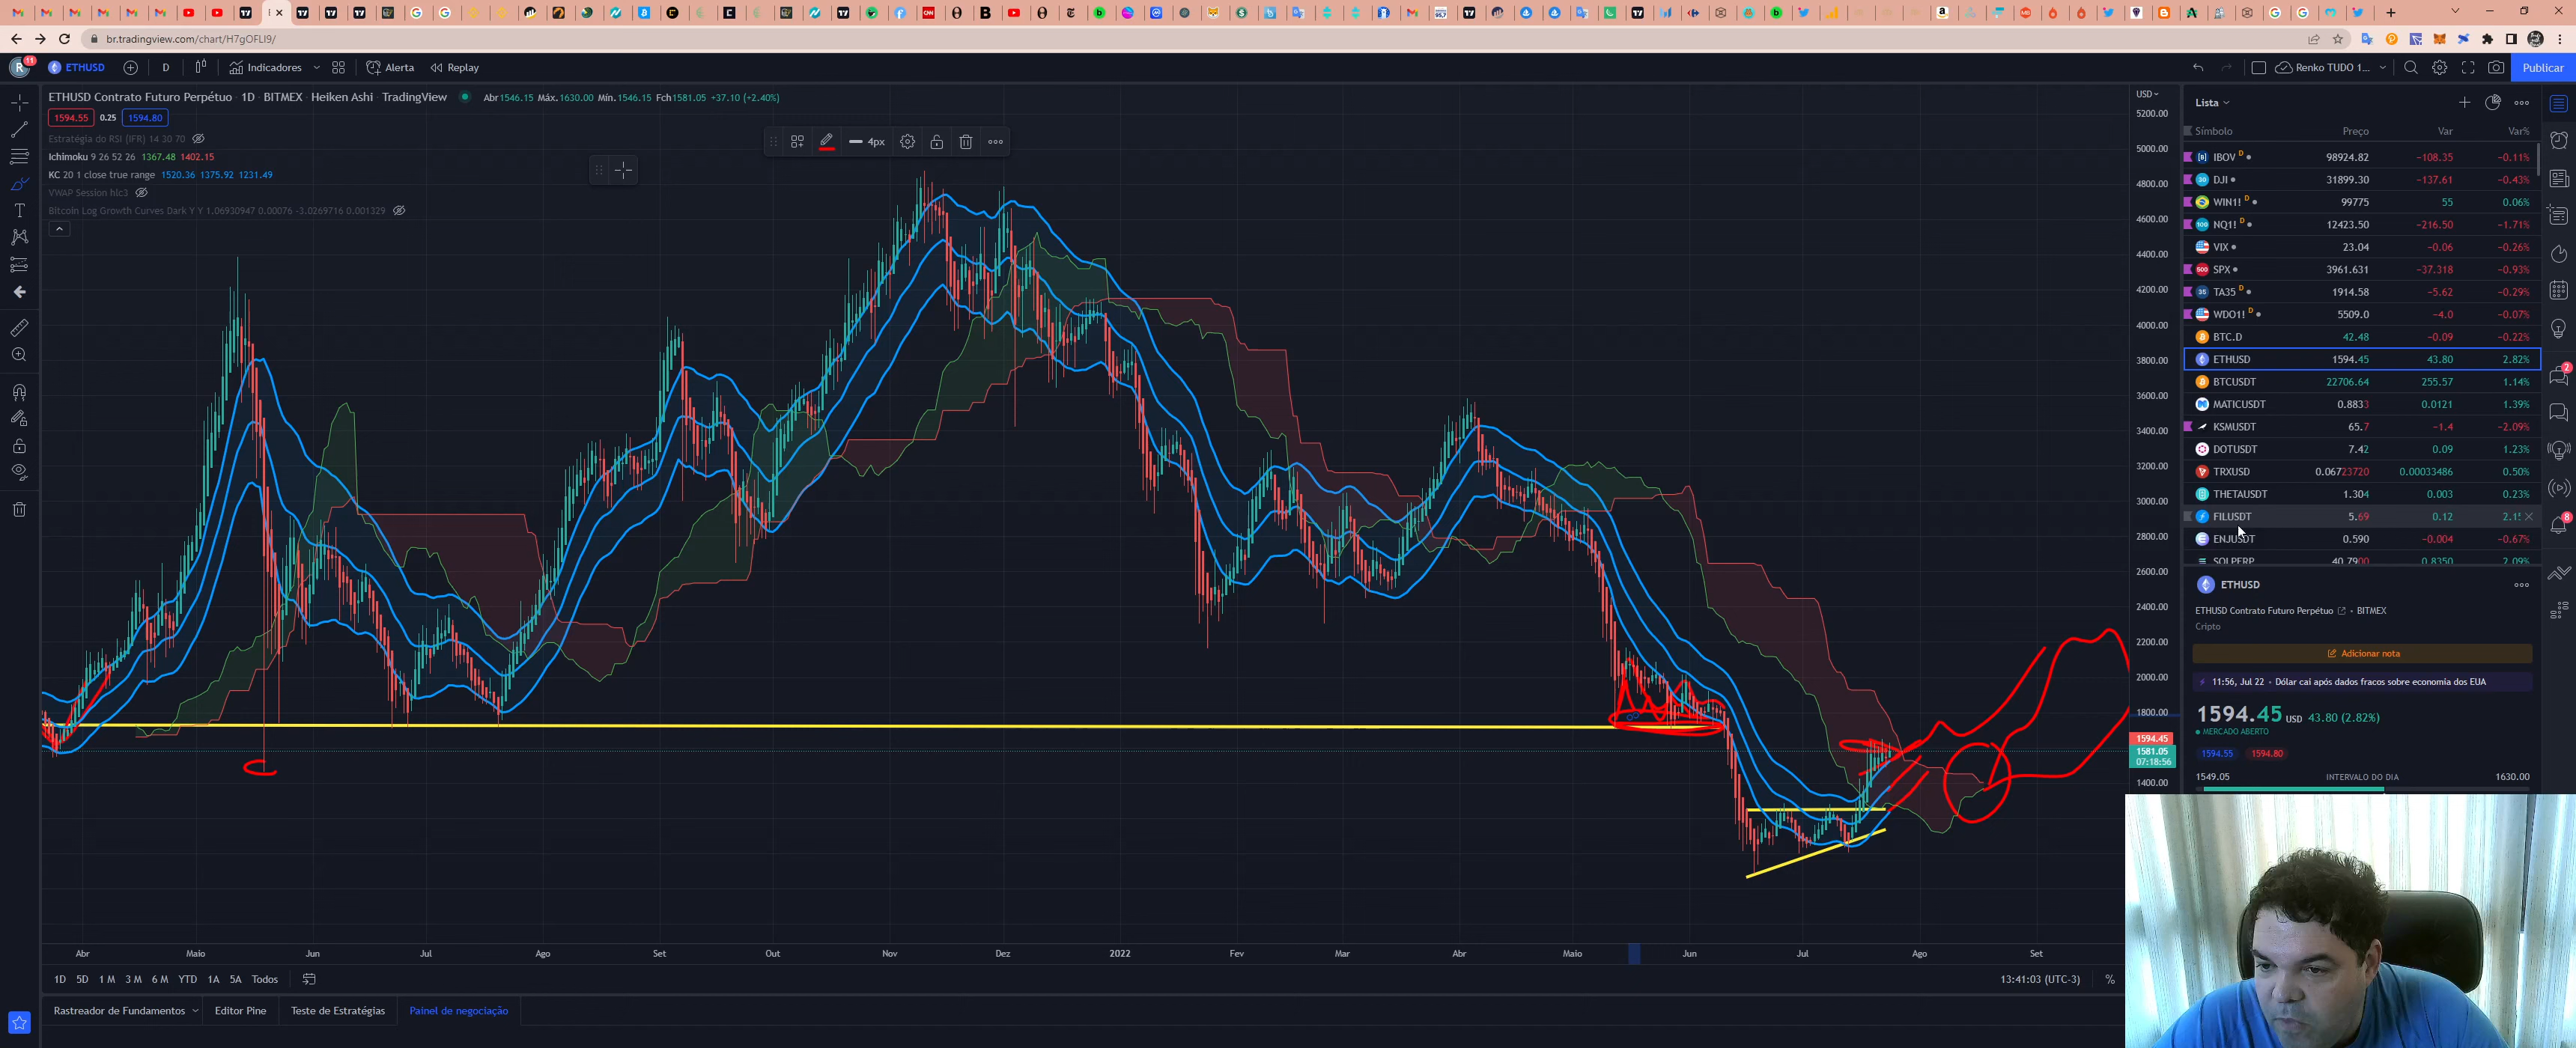 br.tradingview.com/chart/H7gOFLI9/
R 11 ETHUSD D Indicadores Alerta Replay Renko TUDO 1... Publicar
ETHUSD Contrato Futuro Perpétuo · 1D · BITMEX · Heiken Ashi · TradingView Abr1546.15 Máx.1630.00 Mín.1546.15 Fch1581.05 +37.10 (+2.40%)
1594.55 0.25 1594.80
Estratégia do RSI (IFR) 14 30 70
Ichimoku 9 26 52 26 1367.48 1402.15
KC 20 1 close true range 1520.36 1375.92 1231.49
VWAP Session hlc3
Bitcoin Log Growth Curves Dark Y Y 1.06930947 0.00076 -3.0269716 0.001329
4px
USD
5200.00
5000.00
4800.00
4600.00
4400.00
4200.00
4000.00
3800.00
3600.00
3400.00
3200.00
3000.00
2800.00
2600.00
2400.00
2200.00
2000.00
1800.00
1594.45
1581.05
07:18:56
1400.00
Abr Maio Jun Jul Ago Set Out Nov Dez 2022 Fev Mar Abr Maio Jun Jul Ago Set
1D 5D 1 M 3 M 6 M YTD 1A 5A Todos 13:41:03 (UTC-3) %
Rastreador de Fundamentos Editor Pine Teste de Estratégias Painel de negociação
Lista
Símbolo Preço Var Var%
IBOV D 98924.82 −108.35 −0.11%
DJI 31899.30 −137.61 −0.43%
WIN1! D 99775 55 0.06%
NQ1! D 12423.50 −216.50 −1.71%
VIX 23.04 −0.06 −0.26%
SPX 3961.631 −37.318 −0.93%
TA35 D 1914.58 −5.62 −0.29%
WDO1! D 5509.0 −4.0 −0.07%
BTC.D 42.48 −0.09 −0.22%
ETHUSD 1594.45 43.80 2.82%
BTCUSDT 22706.64 255.57 1.14%
MATICUSDT 0.8833 0.0121 1.39%
KSMUSDT 65.7 −1.4 −2.09%
DOTUSDT 7.42 0.09 1.23%
TRXUSD 0.06723720 0.00033486 0.50%
THETAUSDT 1.304 0.003 0.23%
FILUSDT 5.69 0.12 2.1
ENJUSDT 0.590 −0.004 −0.67%
SOLPERP 40.7900 0.8350 2.09%
ETHUSD
ETHUSD Contrato Futuro Perpétuo • BITMEX
Cripto
Adicionar nota
11:56, Jul 22 • Dólar cai após dados fracos sobre economia dos EUA
1594.45 USD 43.80 (2.82%)
MERCADO ABERTO
1594.55 1594.80
1549.05 INTERVALO DO DIA 1630.00
2
8